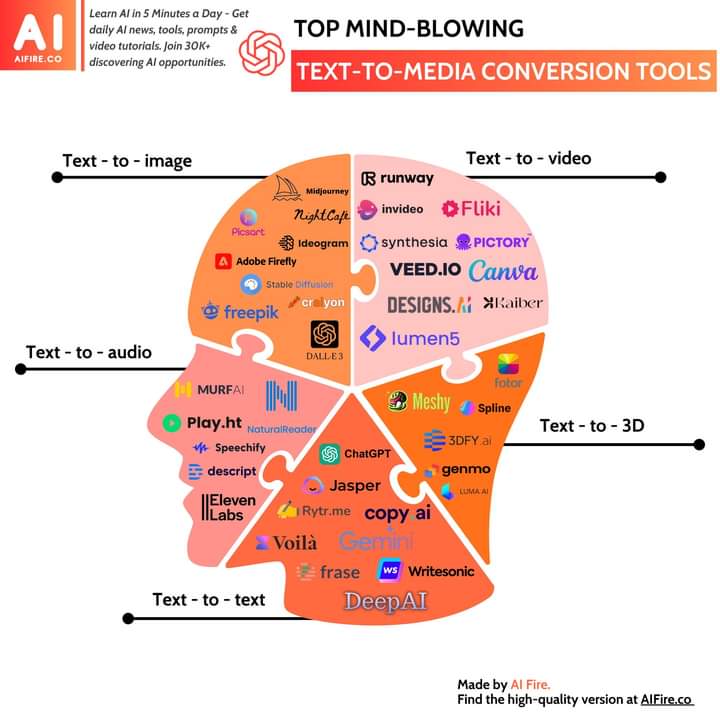 AI
AIFIRE.CO
Learn AI in 5 Minutes a Day - Get
daily AI news, tools, prompts &
video tutorials. Join 30K+
discovering AI opportunities.
TOP MIND-BLOWING
TEXT-TO-MEDIA CONVERSION TOOLS
Text - to - image
Midjourney
Picsart
NightCafe
Ideogram
Adobe Firefly
Stable Diffusion
freepik
craiyon
DALL·E 3
Text - to - video
runway
invideo
Fliki
synthesia
PICTORY
VEED.IO
Canva
DESIGNS.Ai
Kaiber
lumen5
Text - to - audio
MURFAI
Play.ht
NaturalReader
Speechify
descript
ElevenLabs
Text - to - 3D
fotor
Meshy
Spline
3DFY.ai
genmo
LUMA AI
Text - to - text
ChatGPT
Jasper
Rytr.me
copy.ai
Voilà
Gemini
frase
WS
Writesonic
DeepAI
Made by AI Fire.
Find the high-quality version at AIFire.co